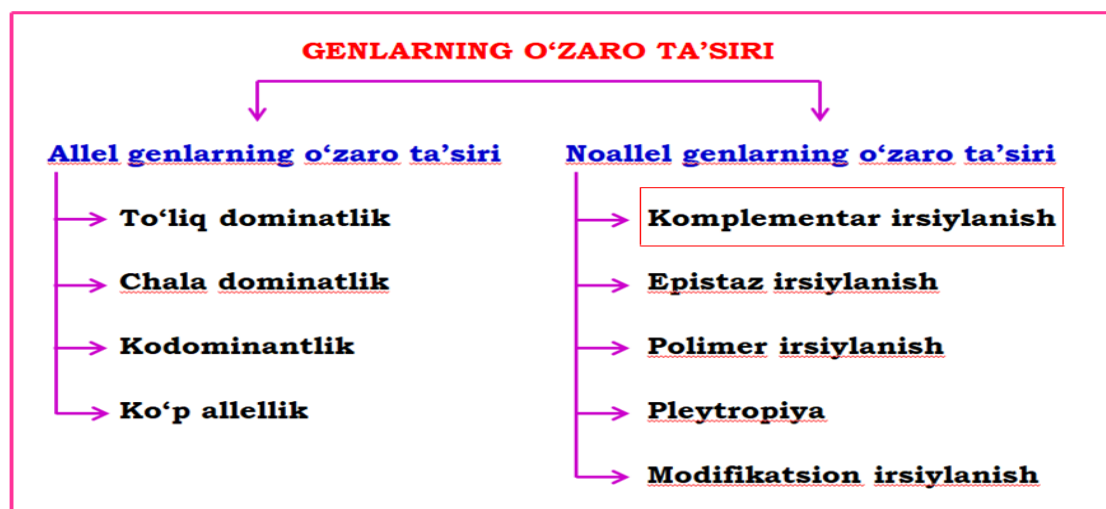 GENLARNING O‘ZARO TA’SIRI
Allel genlarning o‘zaro ta’siri
To‘liq dominatlik
Chala dominatlik
Kodominantlik
Ko‘p allellik
Noallel genlarning o‘zaro ta’siri
Komplementar irsiylanish
Epistaz irsiylanish
Polimer irsiylanish
Pleytropiya
Modifikatsion irsiylanish